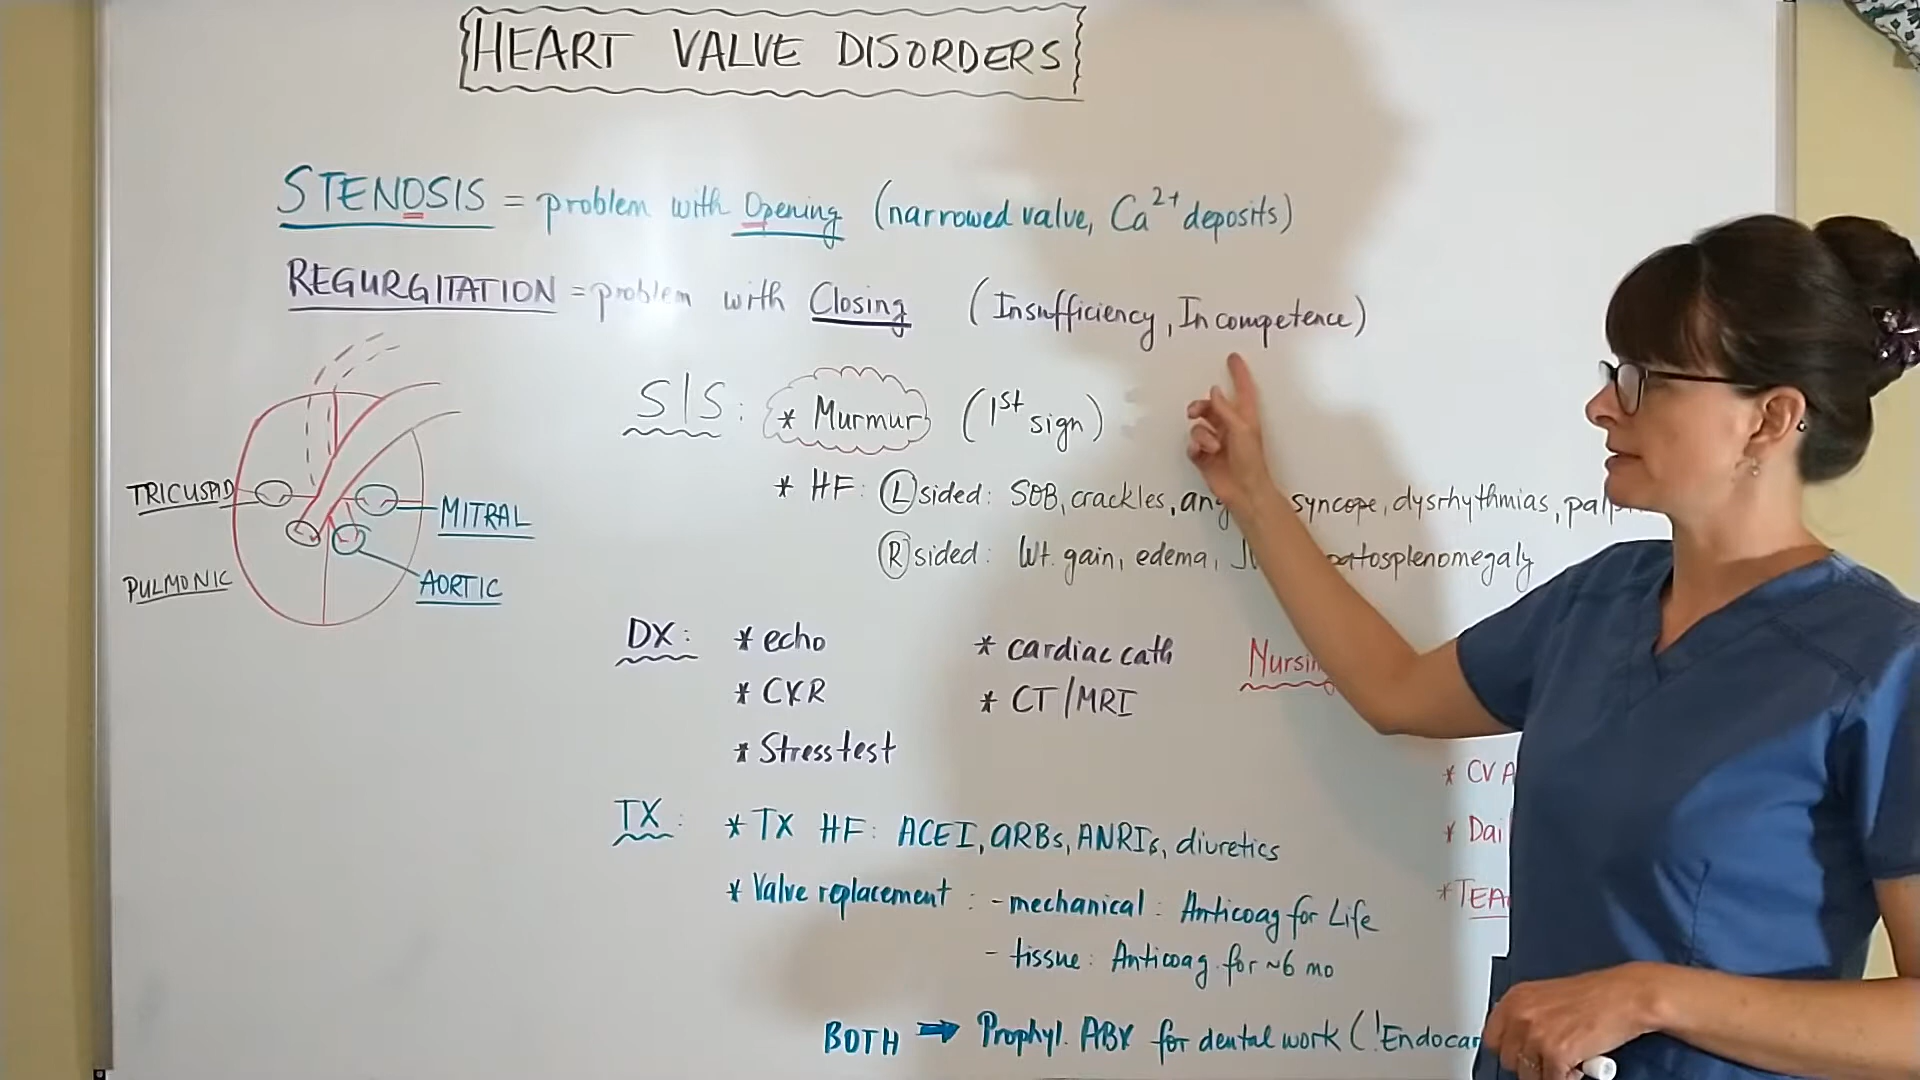 HEART VALVE DISORDERS
STENOSIS = problem with Opening (narrowed valve, Ca2+ deposits)
REGURGITATION = problem with Closing (Insufficiency, Incompetence)
S/S: * Murmur (1st sign)
* HF: L sided: SOB, crackles, syncope, dysrhythmias,
R sided: Wt. gain, edema,
TRICUSPID
MITRAL
PULMONIC
AORTIC
DX: * echo
* CXR
* Stress test
* cardiac cath
* CT/MRI
TX: * TX HF: ACEI, ARBs, ANRIs, diuretics
* Valve replacement: - mechanical: Anticoag for Life
- tissue: Anticoag. for ~6 mo
BOTH → Prophyl. ABX for dental work (!
* CVA